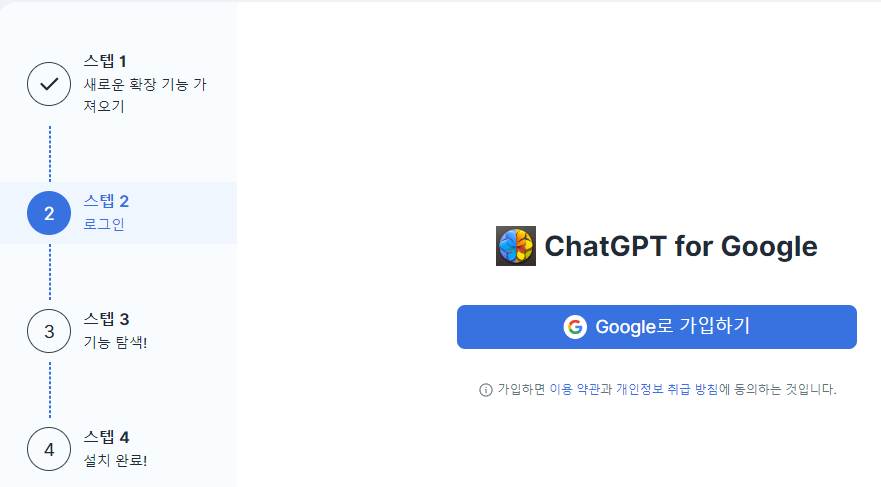 스텝 1
새로운 확장 기능 가
져오기
2
스텝 2
로그인
3
스텝 3
기능 탐색!
4
스텝 4
설치 완료!
ChatGPT for Google
Google로 가입하기
가입하면 이용 약관과 개인정보 취급 방침에 동의하는 것입니다.